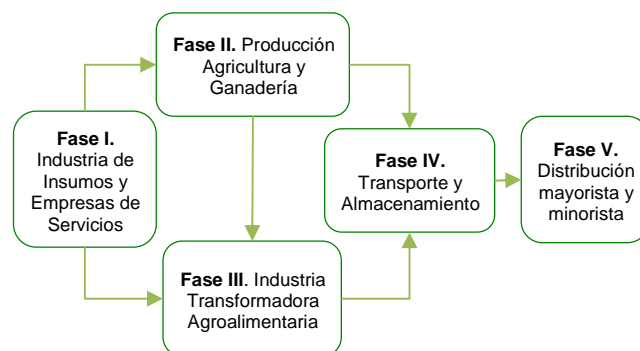 Fase II. Producción
Agricultura y
Ganadería
Fase I.
Industria de
Insumos y
Empresas de
Servicios
Fase IV.
Transporte y
Almacenamiento
Fase V.
Distribución
mayorista y
minorista
Fase III. Industria
Transformadora
Agroalimentaria